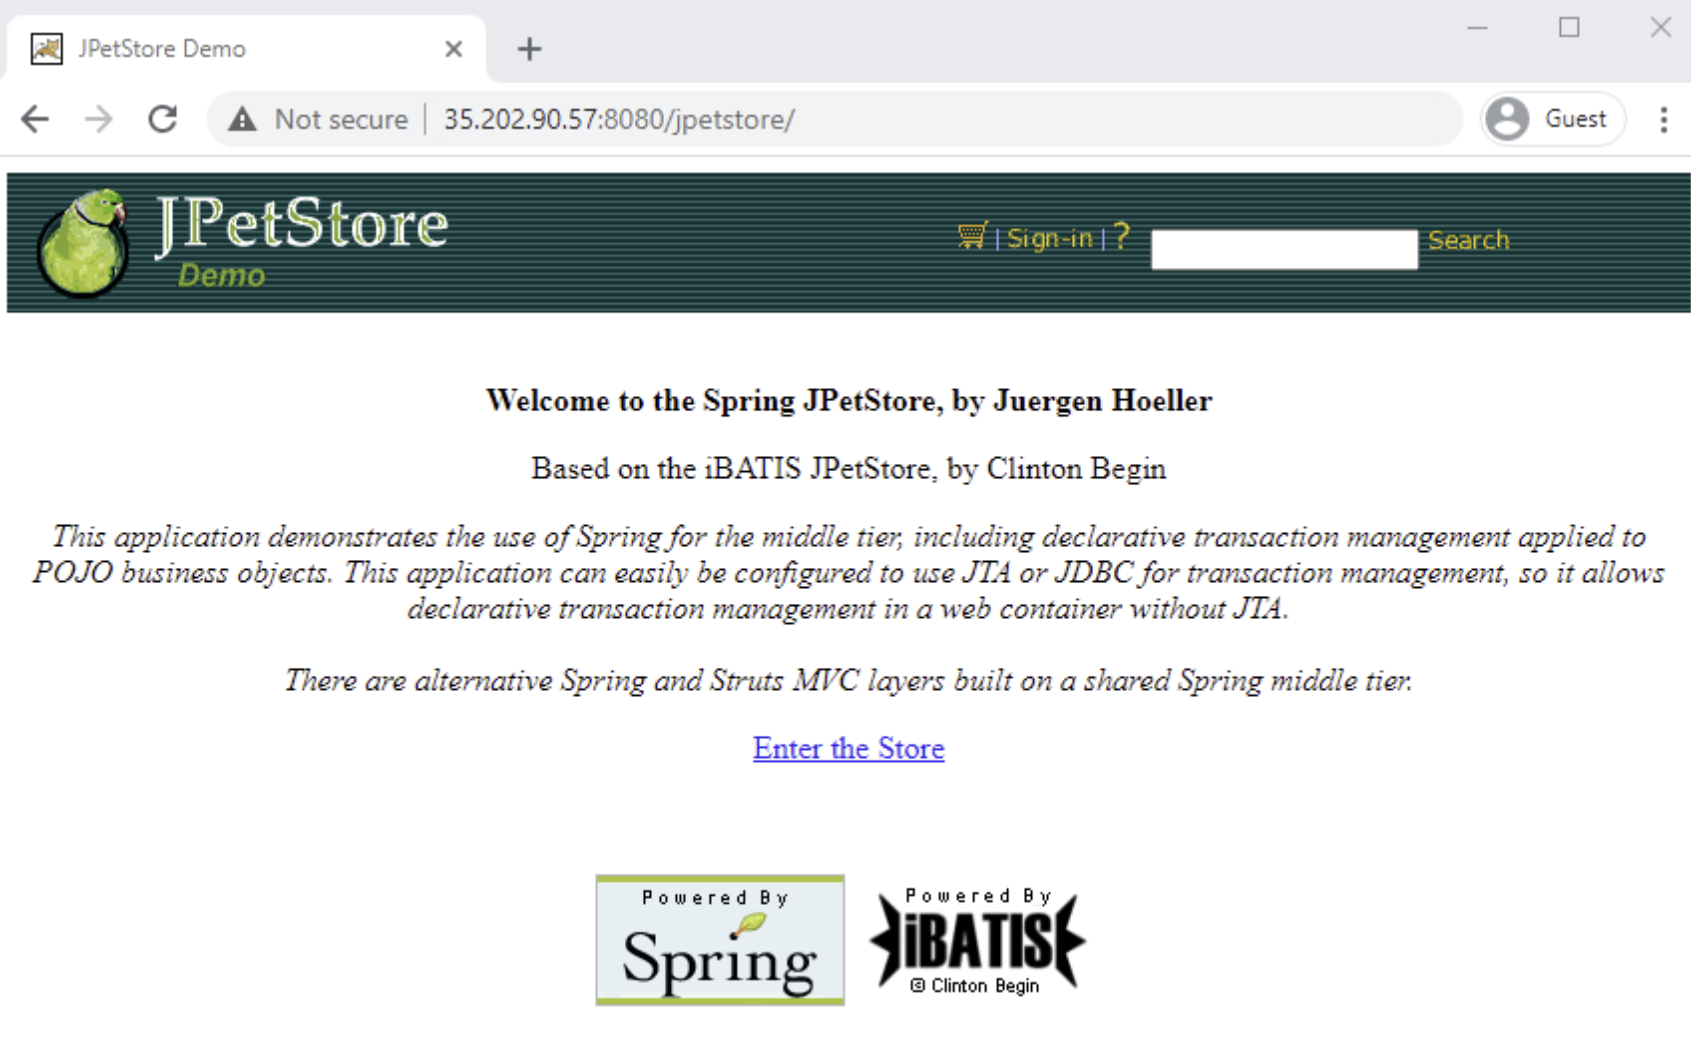 JPetStore Demo
Not secure | 35.202.90.57:8080/jpetstore/
Guest
JPetStore
Demo
| Sign-in | ?
Search
Welcome to the Spring JPetStore, by Juergen Hoeller
Based on the iBATIS JPetStore, by Clinton Begin
This application demonstrates the use of Spring for the middle tier, including declarative transaction management applied to
POJO business objects. This application can easily be configured to use JTA or JDBC for transaction management, so it allows
declarative transaction management in a web container without JTA.
There are alternative Spring and Struts MVC layers built on a shared Spring middle tier.
Enter the Store
Powered By
Spring
Powered By
iBATIS
© Clinton Begin